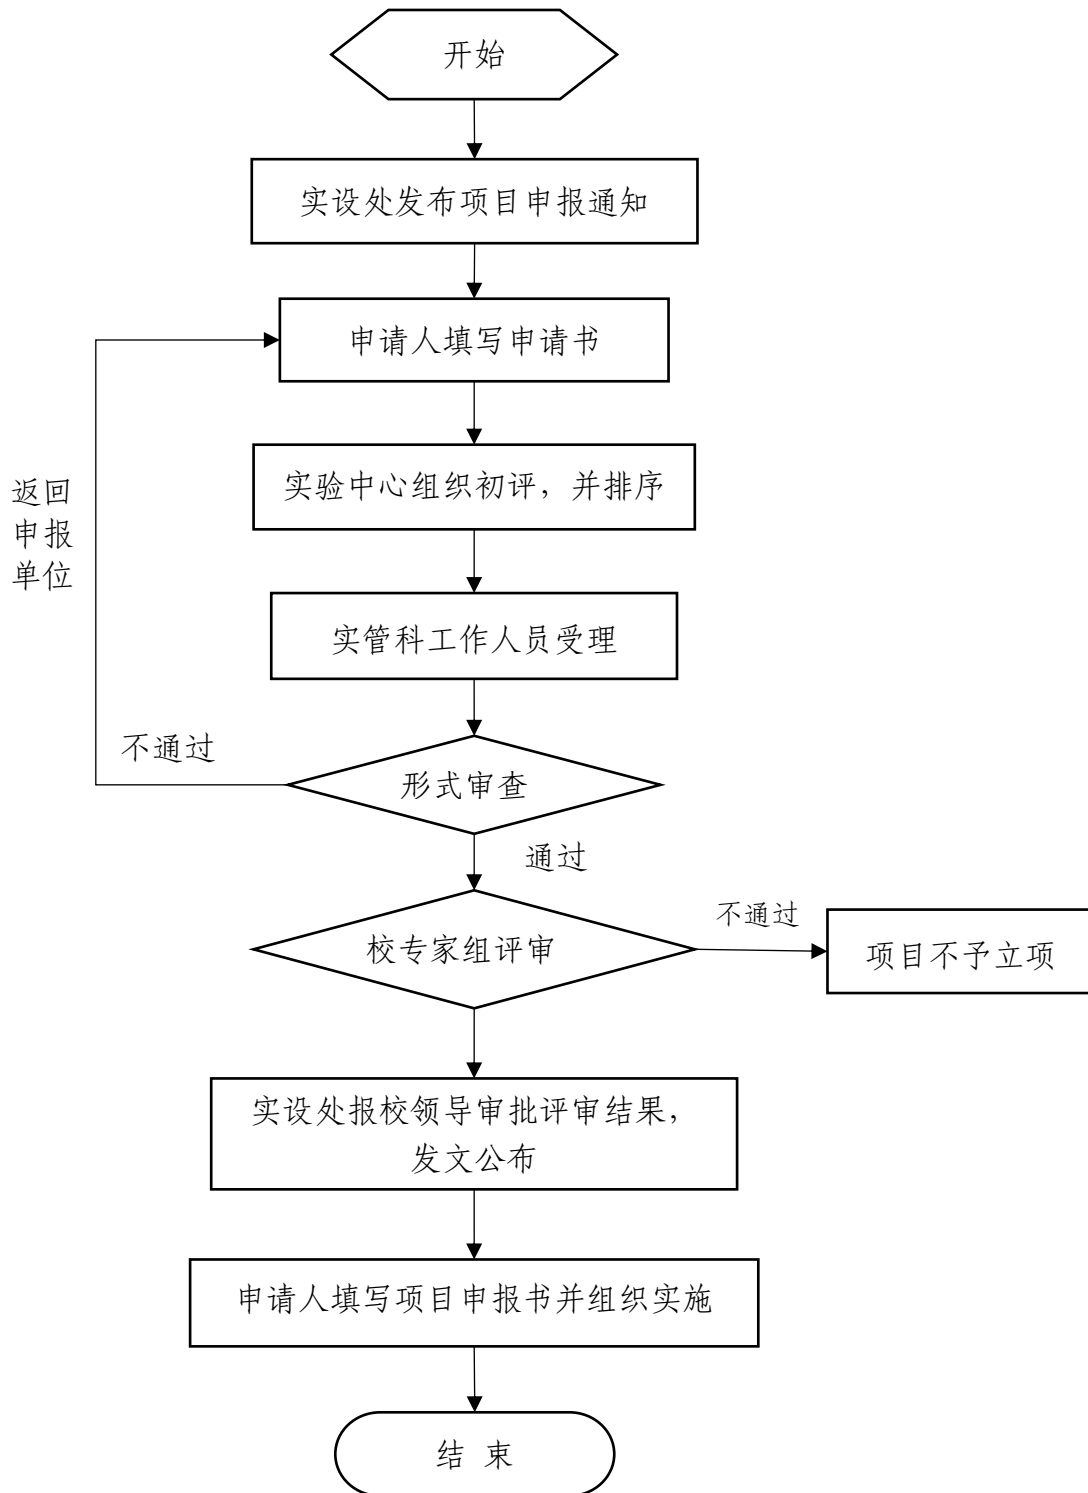 开始
实设处发布项目申报通知
申请人填写申请书
实验中心组织初评，并排序
返回
申报
单位
实管科工作人员受理
不通过
形式审查
通过
不通过
校专家组评审
项目不予立项
实设处报校领导审批评审结果，
发文公布
申请人填写项目申报书并组织实施
结 束